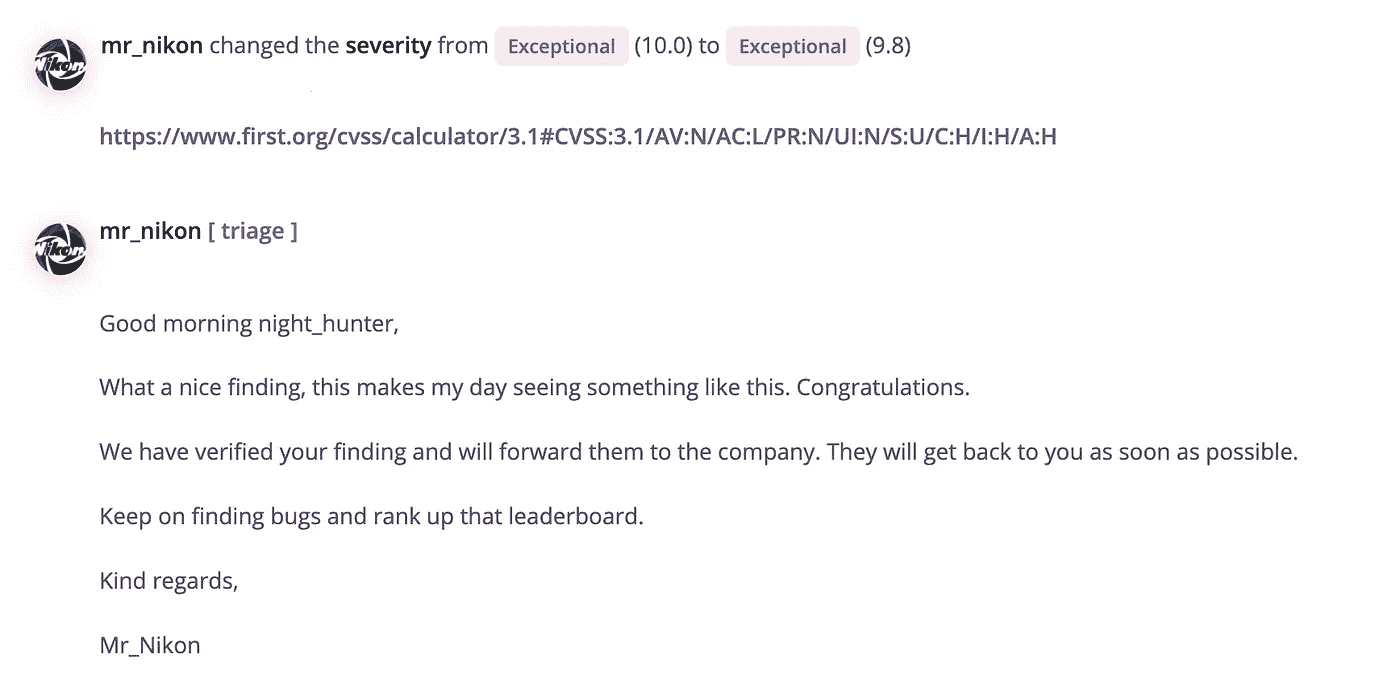 mr_nikon changed the severity from Exceptional (10.0) to Exceptional (9.8)
https://www.first.org/cvss/calculator/3.1#CVSS:3.1/AV:N/AC:L/PR:N/UI:N/S:U/C:H/I:H/A:H
mr_nikon [ triage ]
Good morning night_hunter,
What a nice finding, this makes my day seeing something like this. Congratulations.
We have verified your finding and will forward them to the company. They will get back to you as soon as possible.
Keep on finding bugs and rank up that leaderboard.
Kind regards,
Mr_Nikon